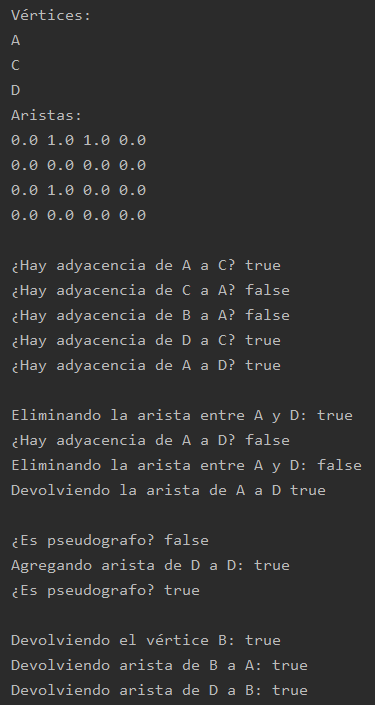 Vértices:
A
C
D
Aristas:
0.0 1.0 1.0 0.0
0.0 0.0 0.0 0.0
0.0 1.0 0.0 0.0
0.0 0.0 0.0 0.0
¿Hay adyacencia de A a C? true
¿Hay adyacencia de C a A? false
¿Hay adyacencia de B a A? false
¿Hay adyacencia de D a C? true
¿Hay adyacencia de A a D? true
Eliminando la arista entre A y D: true
¿Hay adyacencia de A a D? false
Eliminando la arista entre A y D: false
Devolviendo la arista de A a D true
¿Es pseudografo? false
Agregando arista de D a D: true
¿Es pseudografo? true
Devolviendo el vértice B: true
Devolviendo arista de B a A: true
Devolviendo arista de D a B: true